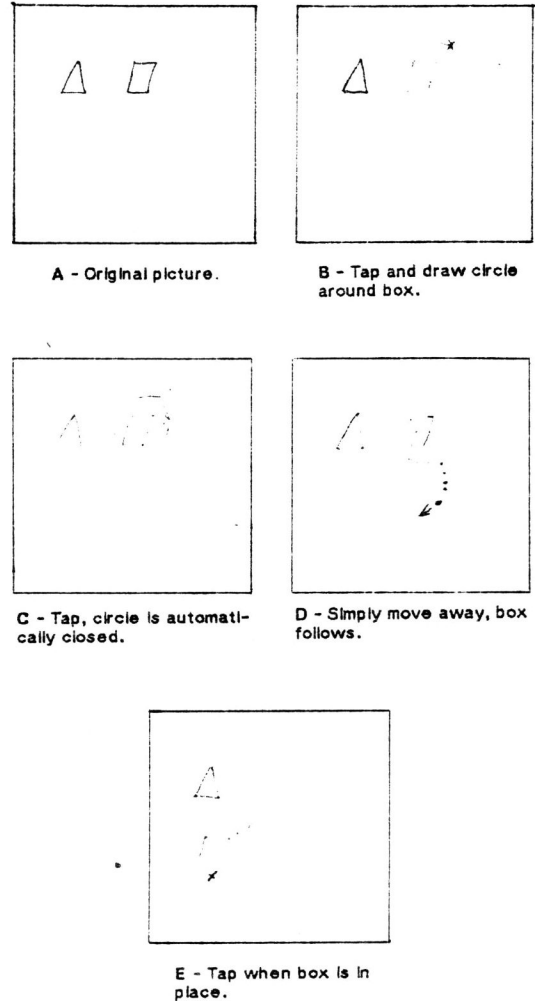 A - Original picture.
B - Tap and draw circle
around box.
C - Tap, circle is automati-
cally closed.
D - Simply move away, box
follows.
E - Tap when box is in
place.